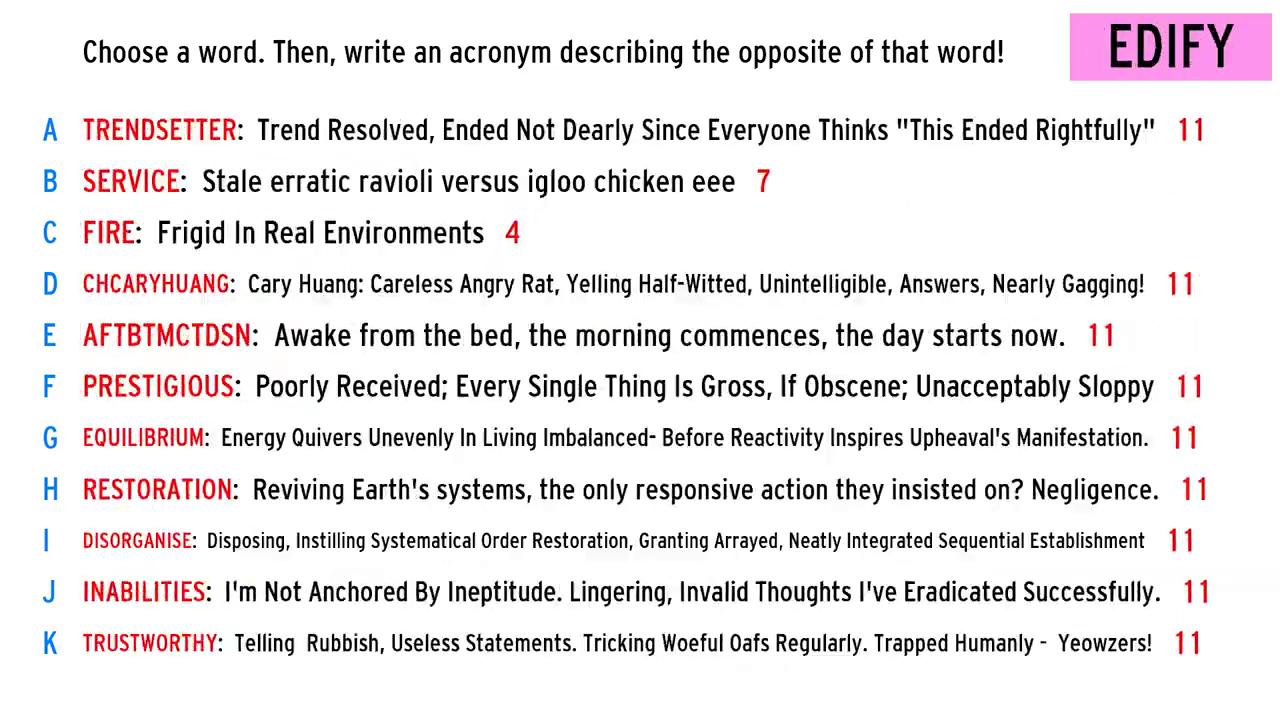 Choose a word. Then, write an acronym describing the opposite of that word!
EDIFY
A TRENDSETTER: Trend Resolved, Ended Not Dearly Since Everyone Thinks "This Ended Rightfully" 11
B SERVICE: Stale erratic ravioli versus igloo chicken eee 7
C FIRE: Frigid In Real Environments 4
D CHCARYHUANG: Cary Huang: Careless Angry Rat, Yelling Half-Witted, Unintelligible, Answers, Nearly Gagging! 11
E AFTBTMCTDSN: Awake from the bed, the morning commences, the day starts now. 11
F PRESTIGIOUS: Poorly Received; Every Single Thing Is Gross, If Obscene; Unacceptably Sloppy 11
G EQUILIBRIUM: Energy Quivers Unevenly In Living Imbalanced- Before Reactivity Inspires Upheaval's Manifestation. 11
H RESTORATION: Reviving Earth's systems, the only responsive action they insisted on? Negligence. 11
I DISORGANISE: Disposing, Instilling Systematical Order Restoration, Granting Arrayed, Neatly Integrated Sequential Establishment 11
J INABILITIES: I'm Not Anchored By Ineptitude. Lingering, Invalid Thoughts I've Eradicated Successfully. 11
K TRUSTWORTHY: Telling Rubbish, Useless Statements. Tricking Woeful Oafs Regularly. Trapped Humanly - Yeowzers! 11